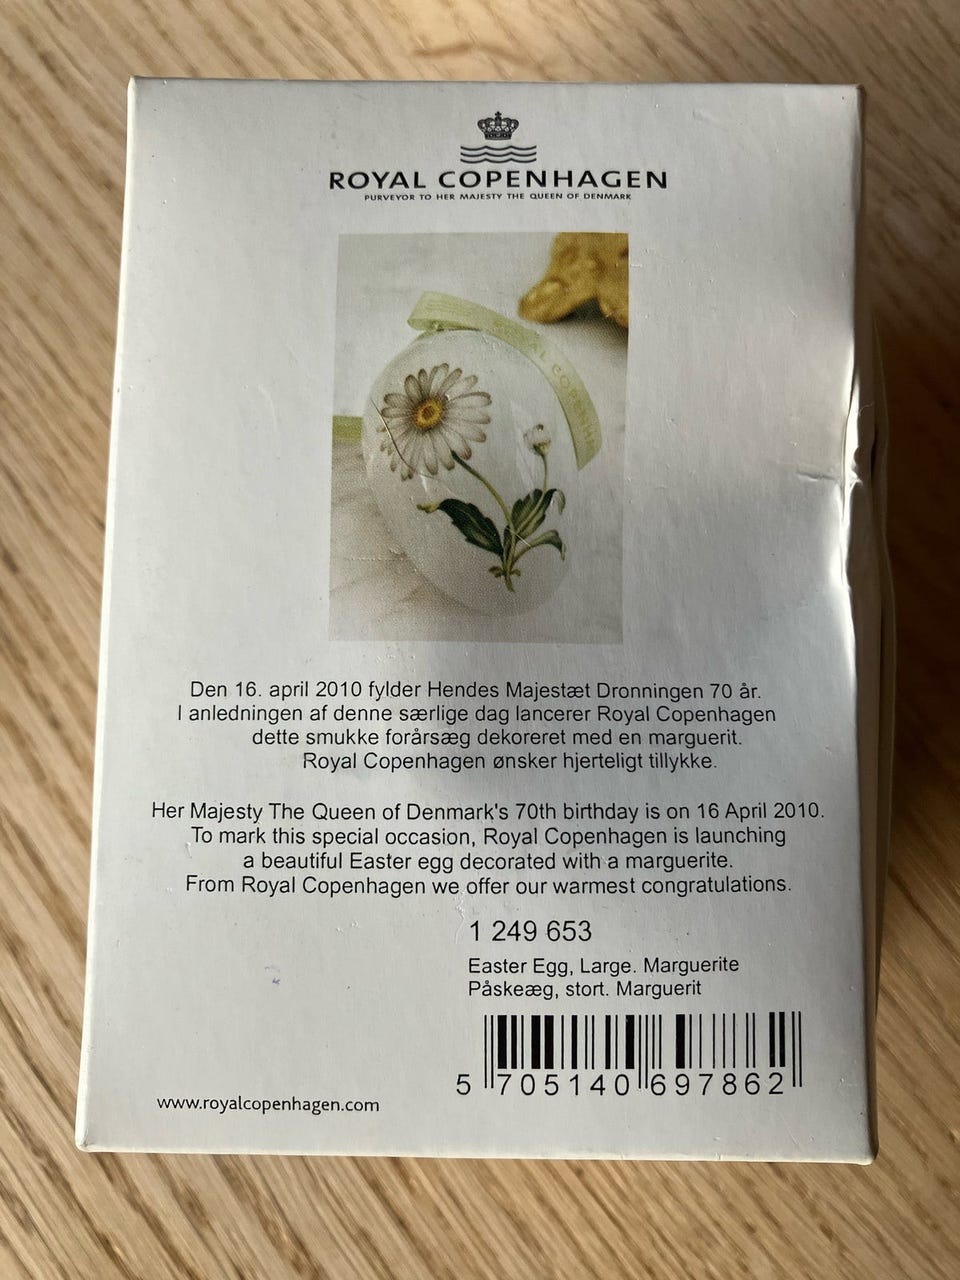 ROYAL COPENHAGEN
PURVEYOR TO HER MAJESTY THE QUEEN OF DENMARK
ROYAL COPENH
Den 16. april 2010 fylder Hendes Majestæt Dronningen 70 år.
I anledningen af denne særlige dag lancerer Royal Copenhagen
dette smukke forårsæg dekoreret med en marguerit.
Royal Copenhagen ønsker hjerteligt tillykke.
Her Majesty The Queen of Denmark's 70th birthday is on 16 April 2010.
To mark this special occasion, Royal Copenhagen is launching
a beautiful Easter egg decorated with a marguerite.
From Royal Copenhagen we offer our warmest congratulations.
1 249 653
Easter Egg, Large. Marguerite
Påskeæg, stort. Marguerit
5 705140 697862
www.royalcopenhagen.com